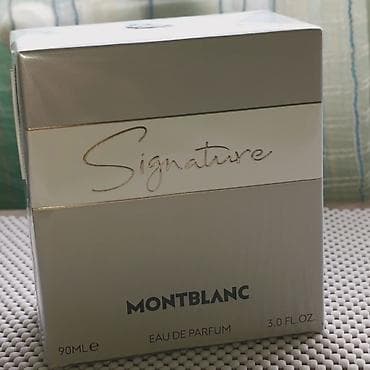 Signature
MONTBLANC
EAU DE PARFUM
90ML℮
3.0 FL.OZ